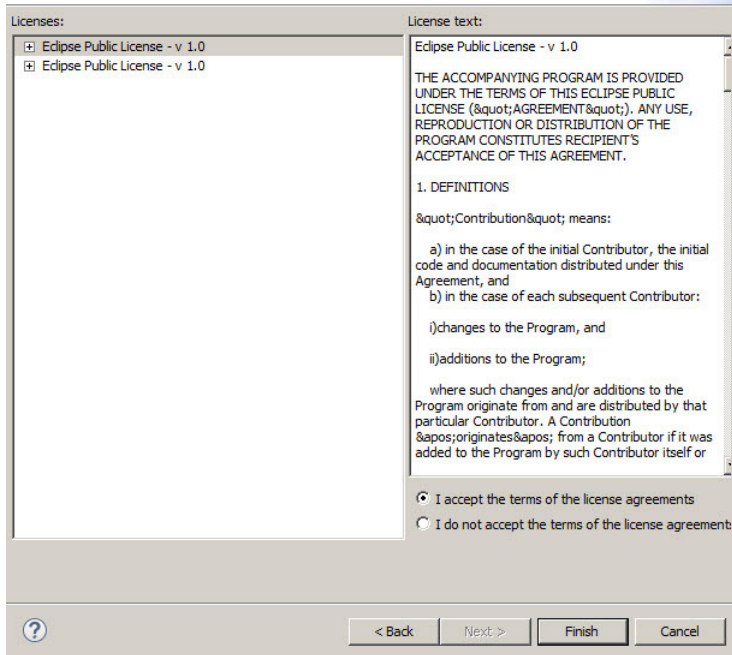 Licenses:
Eclipse Public License - v 1.0
Eclipse Public License - v 1.0
License text:
Eclipse Public License - v 1.0
THE ACCOMPANYING PROGRAM IS PROVIDED
UNDER THE TERMS OF THIS ECLIPSE PUBLIC
LICENSE (&quot;AGREEMENT&quot;). ANY USE,
REPRODUCTION OR DISTRIBUTION OF THE
PROGRAM CONSTITUTES RECIPIENT'S
ACCEPTANCE OF THIS AGREEMENT.
1. DEFINITIONS
&quot;Contribution&quot; means:
a) in the case of the initial Contributor, the initial
code and documentation distributed under this
Agreement, and
b) in the case of each subsequent Contributor:
i)changes to the Program, and
ii)additions to the Program;
where such changes and/or additions to the
Program originate from and are distributed by that
particular Contributor. A Contribution
&apos;originates&apos; from a Contributor if it was
added to the Program by such Contributor itself or
I accept the terms of the license agreements
I do not accept the terms of the license agreements
?
< Back
Next >
Finish
Cancel